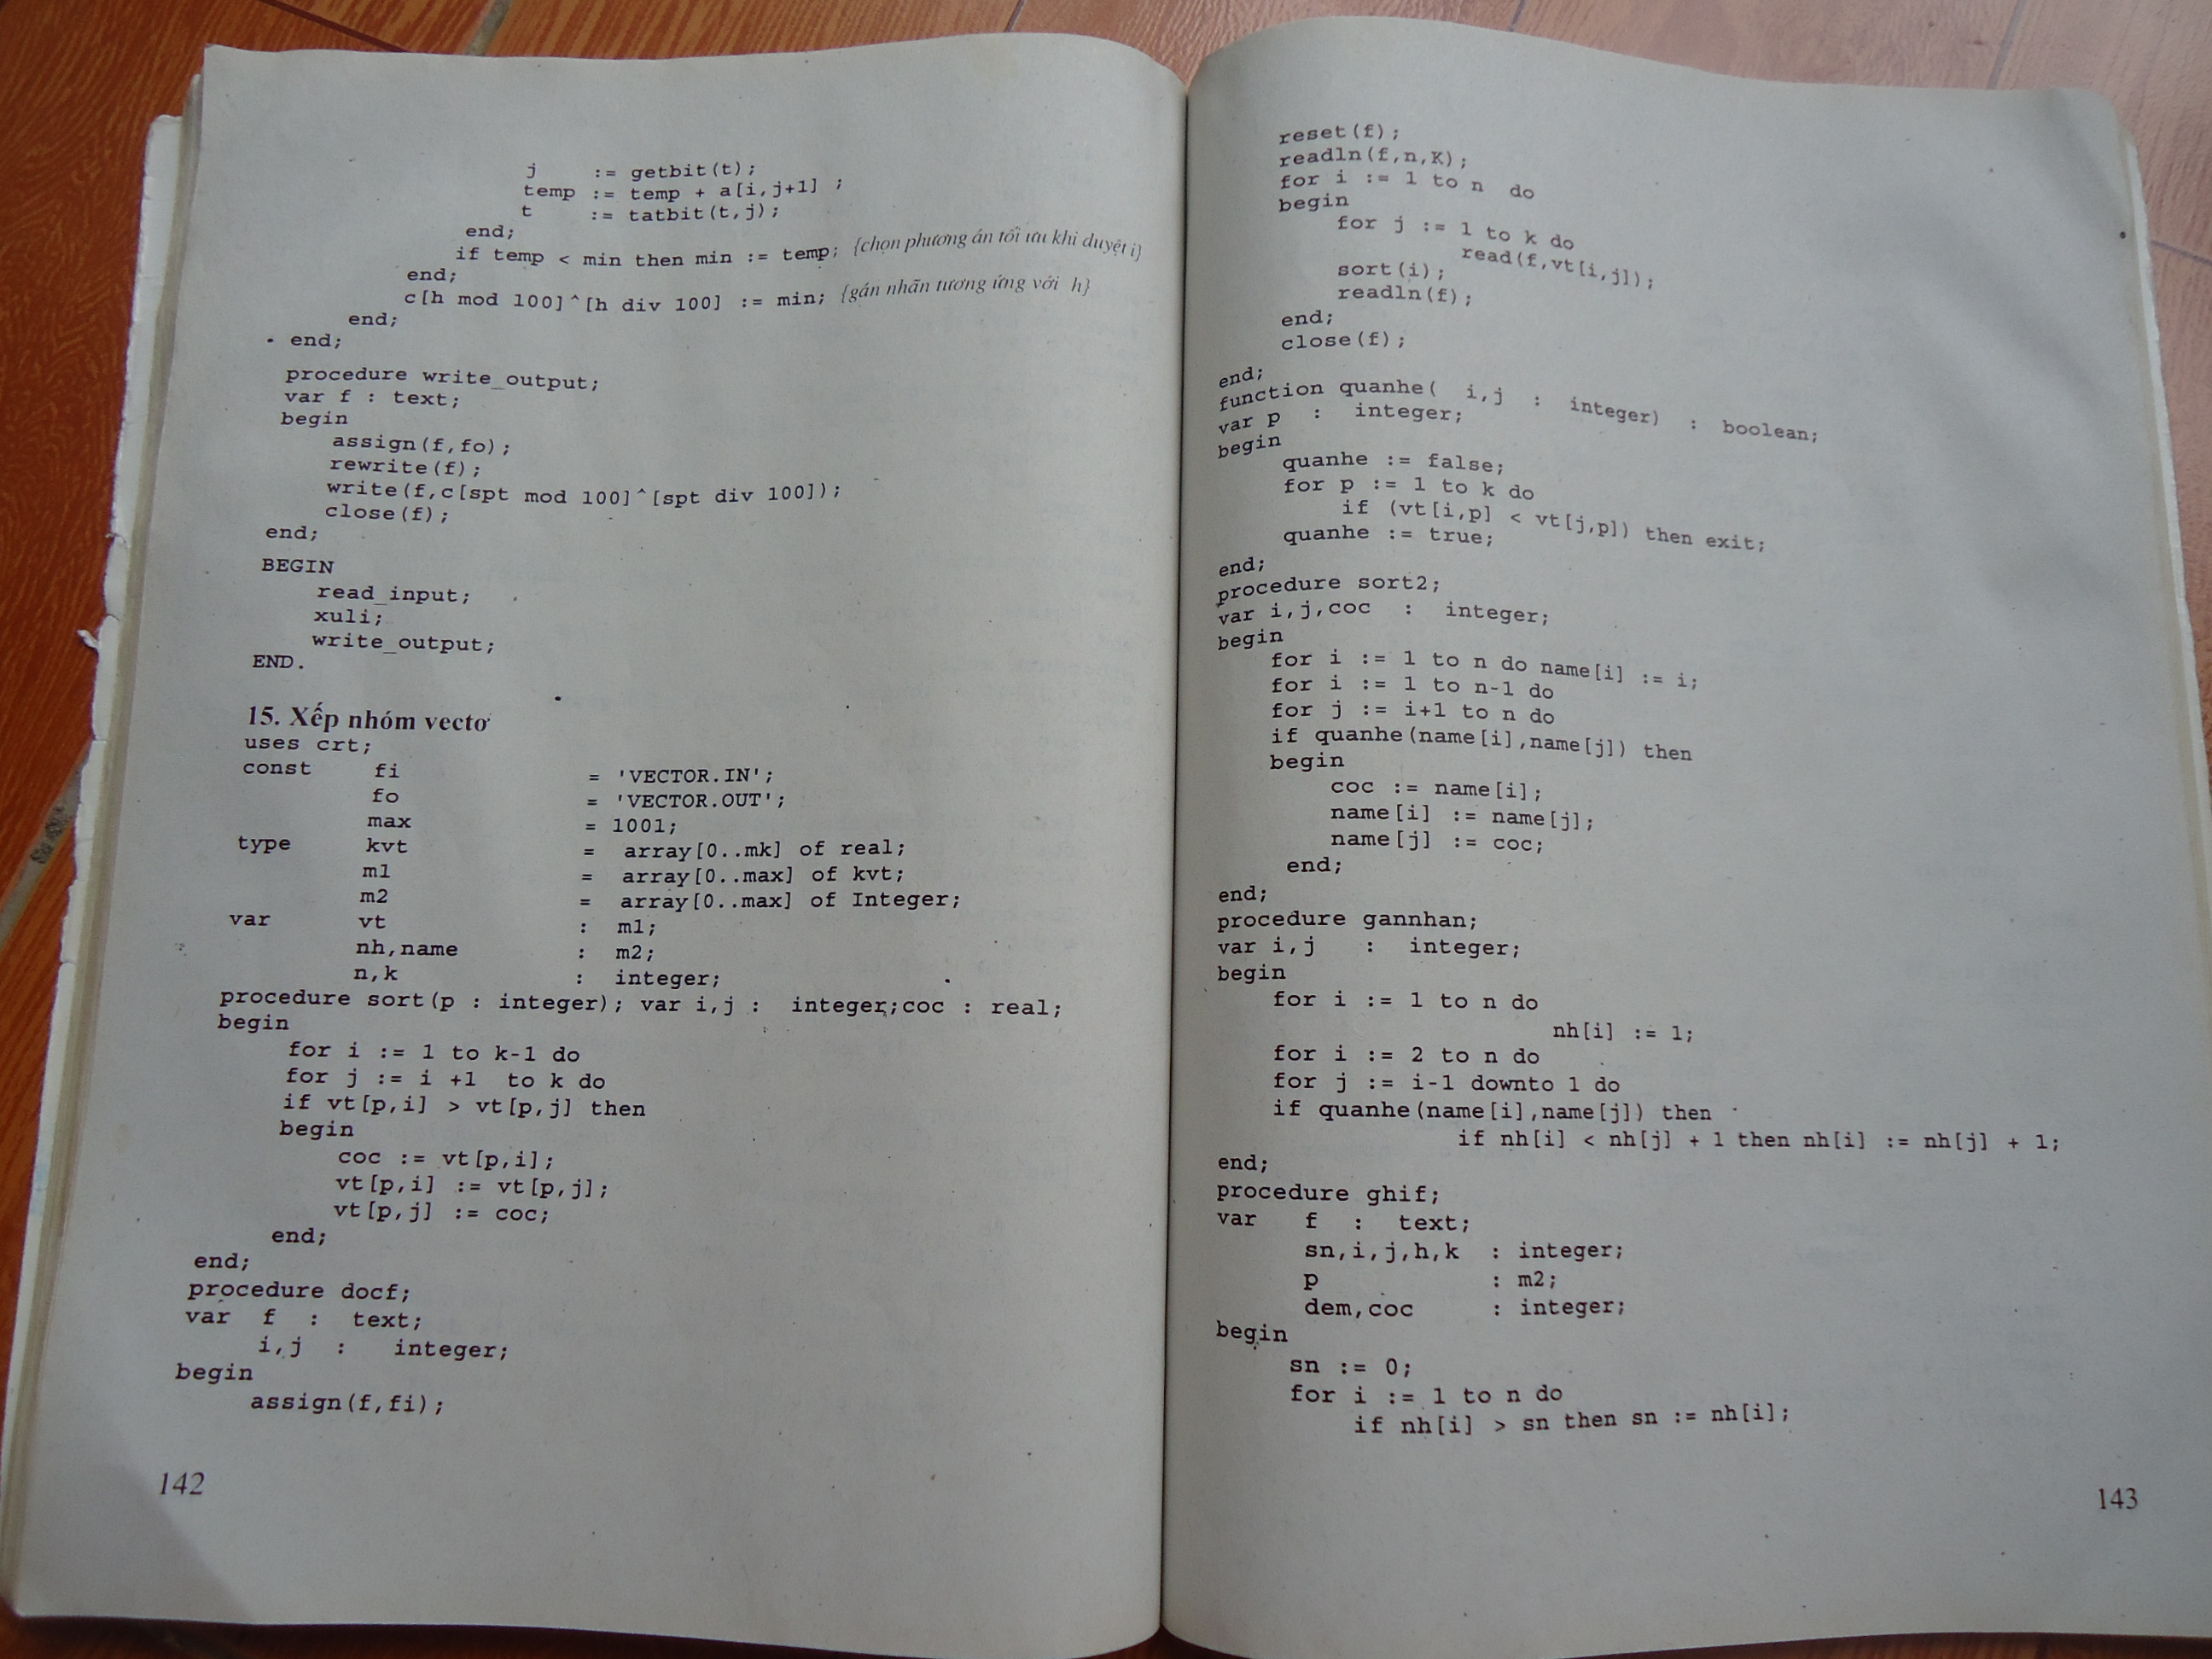 j := getbit(t);
temp := temp + a[i,j+1] ;
t := tatbit(t,j);
end;
if temp < min then min := temp; {chọn phương án tối ưu khi duyệt i}
end;
c[h mod 100]^[h div 100] := min; {gán nhãn tương ứng với h}
end;
end;
procedure write_output;
var f : text;
begin
assign(f,fo);
rewrite(f);
write(f,c[spt mod 100]^[spt div 100]);
close(f);
end;
BEGIN
read_input;
xuli;
write_output;
END.
15. Xếp nhóm vectơ
uses crt;
const fi = 'VECTOR.IN';
fo = 'VECTOR.OUT';
max = 1001;
type kvt = array[0..mk] of real;
m1 = array[0..max] of kvt;
m2 = array[0..max] of Integer;
var vt : m1;
nh,name : m2;
n,k : integer;
procedure sort(p : integer); var i,j : integer;coc : real;
begin
for i := 1 to k-1 do
for j := i +1 to k do
if vt[p,i] > vt[p,j] then
begin
coc := vt[p,i];
vt[p,i] := vt[p,j];
vt[p,j] := coc;
end;
end;
procedure docf;
var f : text;
i,j : integer;
begin
assign(f,fi);
142
reset(f);
readln(f,n,K);
for i := 1 to n do
begin
for j := 1 to k do
read(f,vt[i,j]);
sort(i);
readln(f);
end;
close(f);
end;
function quanhe( i,j : integer) : boolean;
var p : integer;
begin
quanhe := false;
for p := 1 to k do
if (vt[i,p] < vt[j,p]) then exit;
quanhe := true;
end;
procedure sort2;
var i,j,coc : integer;
begin
for i := 1 to n do name[i] := i;
for i := 1 to n-1 do
for j := i+1 to n do
if quanhe(name[i],name[j]) then
begin
coc := name[i];
name[i] := name[j];
name[j] := coc;
end;
end;
procedure gannhan;
var i,j : integer;
begin
for i := 1 to n do
nh[i] := 1;
for i := 2 to n do
for j := i-1 downto 1 do
if quanhe(name[i],name[j]) then
if nh[i] < nh[j] + 1 then nh[i] := nh[j] + 1;
end;
procedure ghif;
var f : text;
sn,i,j,h,k : integer;
p : m2;
dem,coc : integer;
begin
sn := 0;
for i := 1 to n do
if nh[i] > sn then sn := nh[i];
143